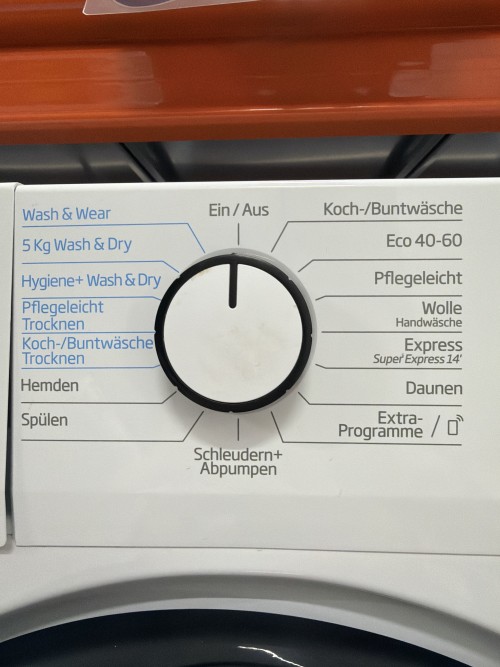 Ein / Aus
Wash & Wear
5 Kg Wash & Dry
Hygiene+ Wash & Dry
Pflegeleicht
Trocknen
Koch-/Buntwäsche
Trocknen
Hemden
Spülen
Schleudern+
Abpumpen
Koch-/Buntwäsche
Eco 40-60
Pflegeleicht
Wolle
Handwäsche
Express
Super Express 14'
Daunen
Extra-
Programme /